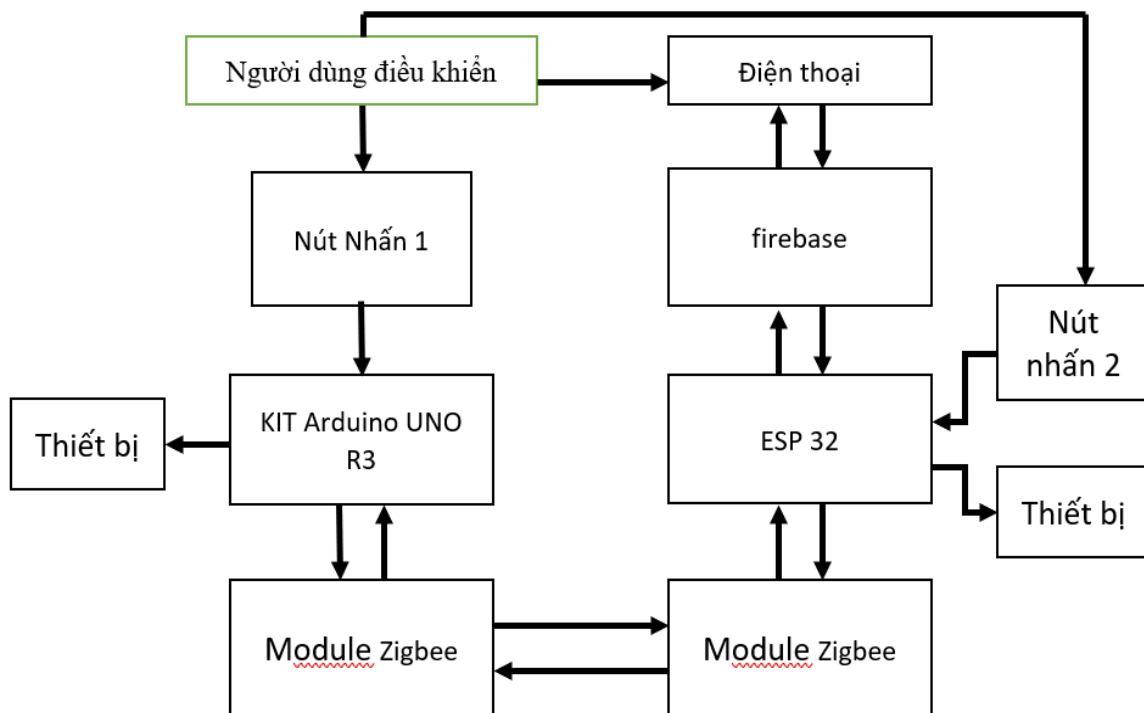 Người dùng điều khiển
Điện thoại
Nút Nhấn 1
firebase
Nút
nhấn 2
KIT Arduino UNO
R3
Thiết bị
ESP 32
Thiết bị
Module Zigbee
Module Zigbee